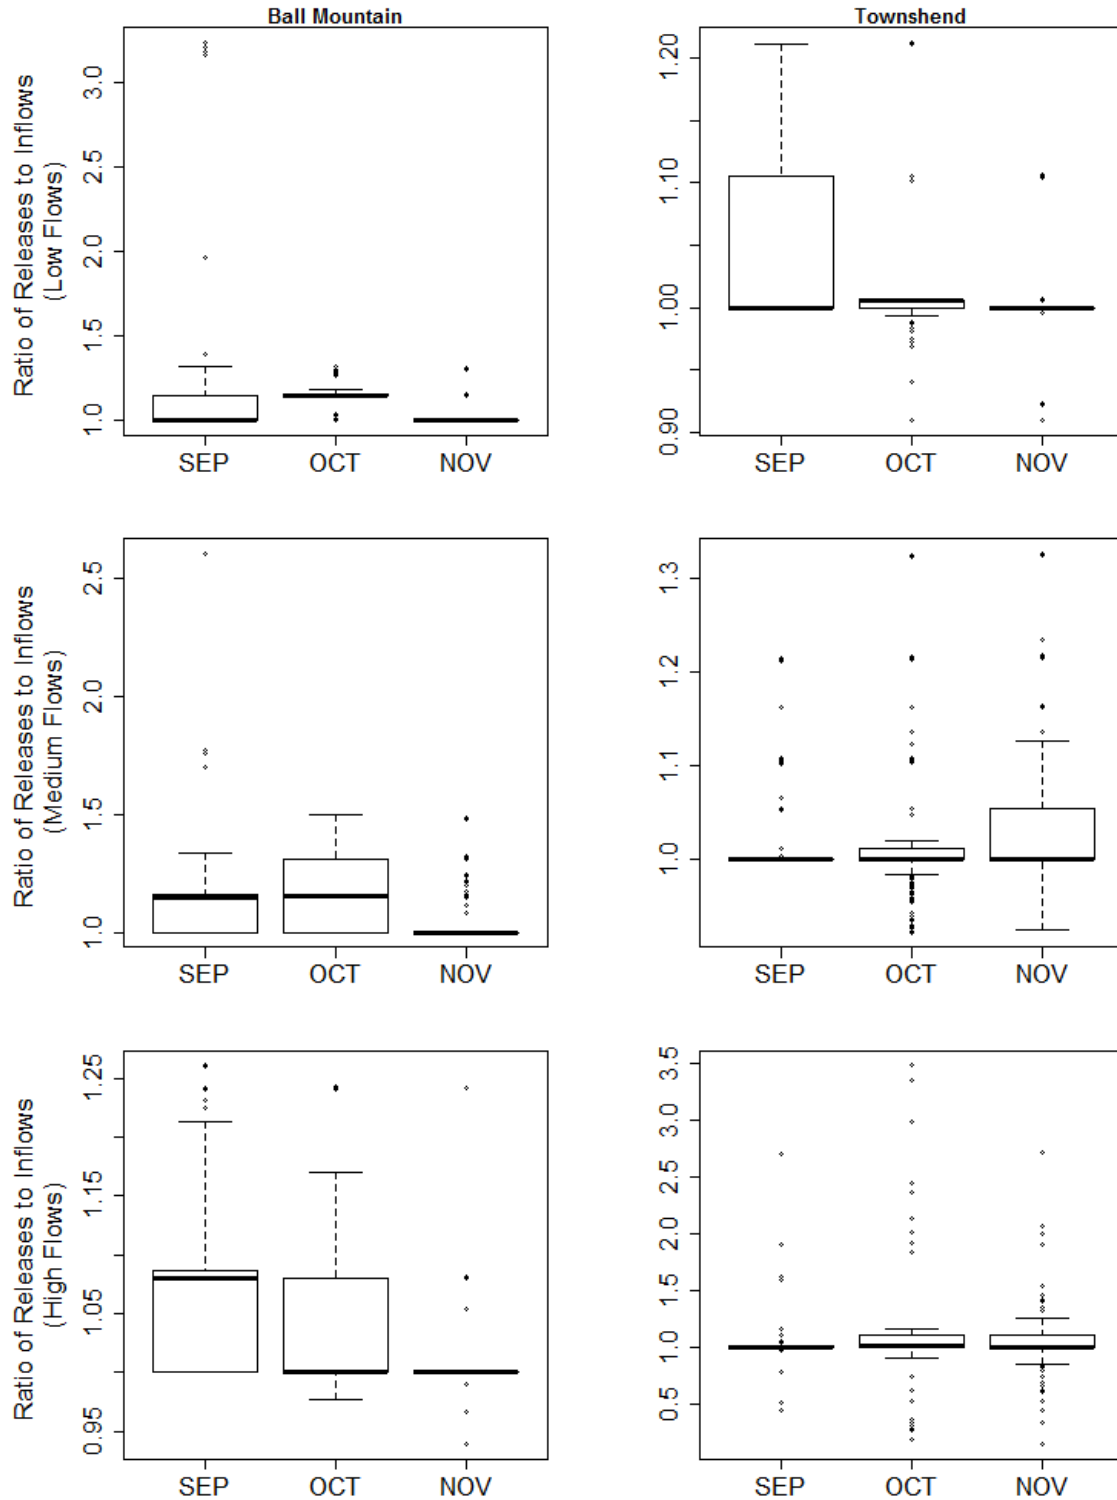 Ball Mountain
Townshend
Ratio of Releases to Inflows
(Low Flows)
3.0
2.5
2.0
1.5
1.0
SEP OCT NOV
1.20
1.10
1.00
0.90
SEP OCT NOV
Ratio of Releases to Inflows
(Medium Flows)
2.5
2.0
1.5
1.0
SEP OCT NOV
1.3
1.2
1.1
1.0
SEP OCT NOV
Ratio of Releases to Inflows
(High Flows)
1.25
1.15
1.05
0.95
SEP OCT NOV
3.5
3.0
2.5
2.0
1.5
1.0
0.5
SEP OCT NOV